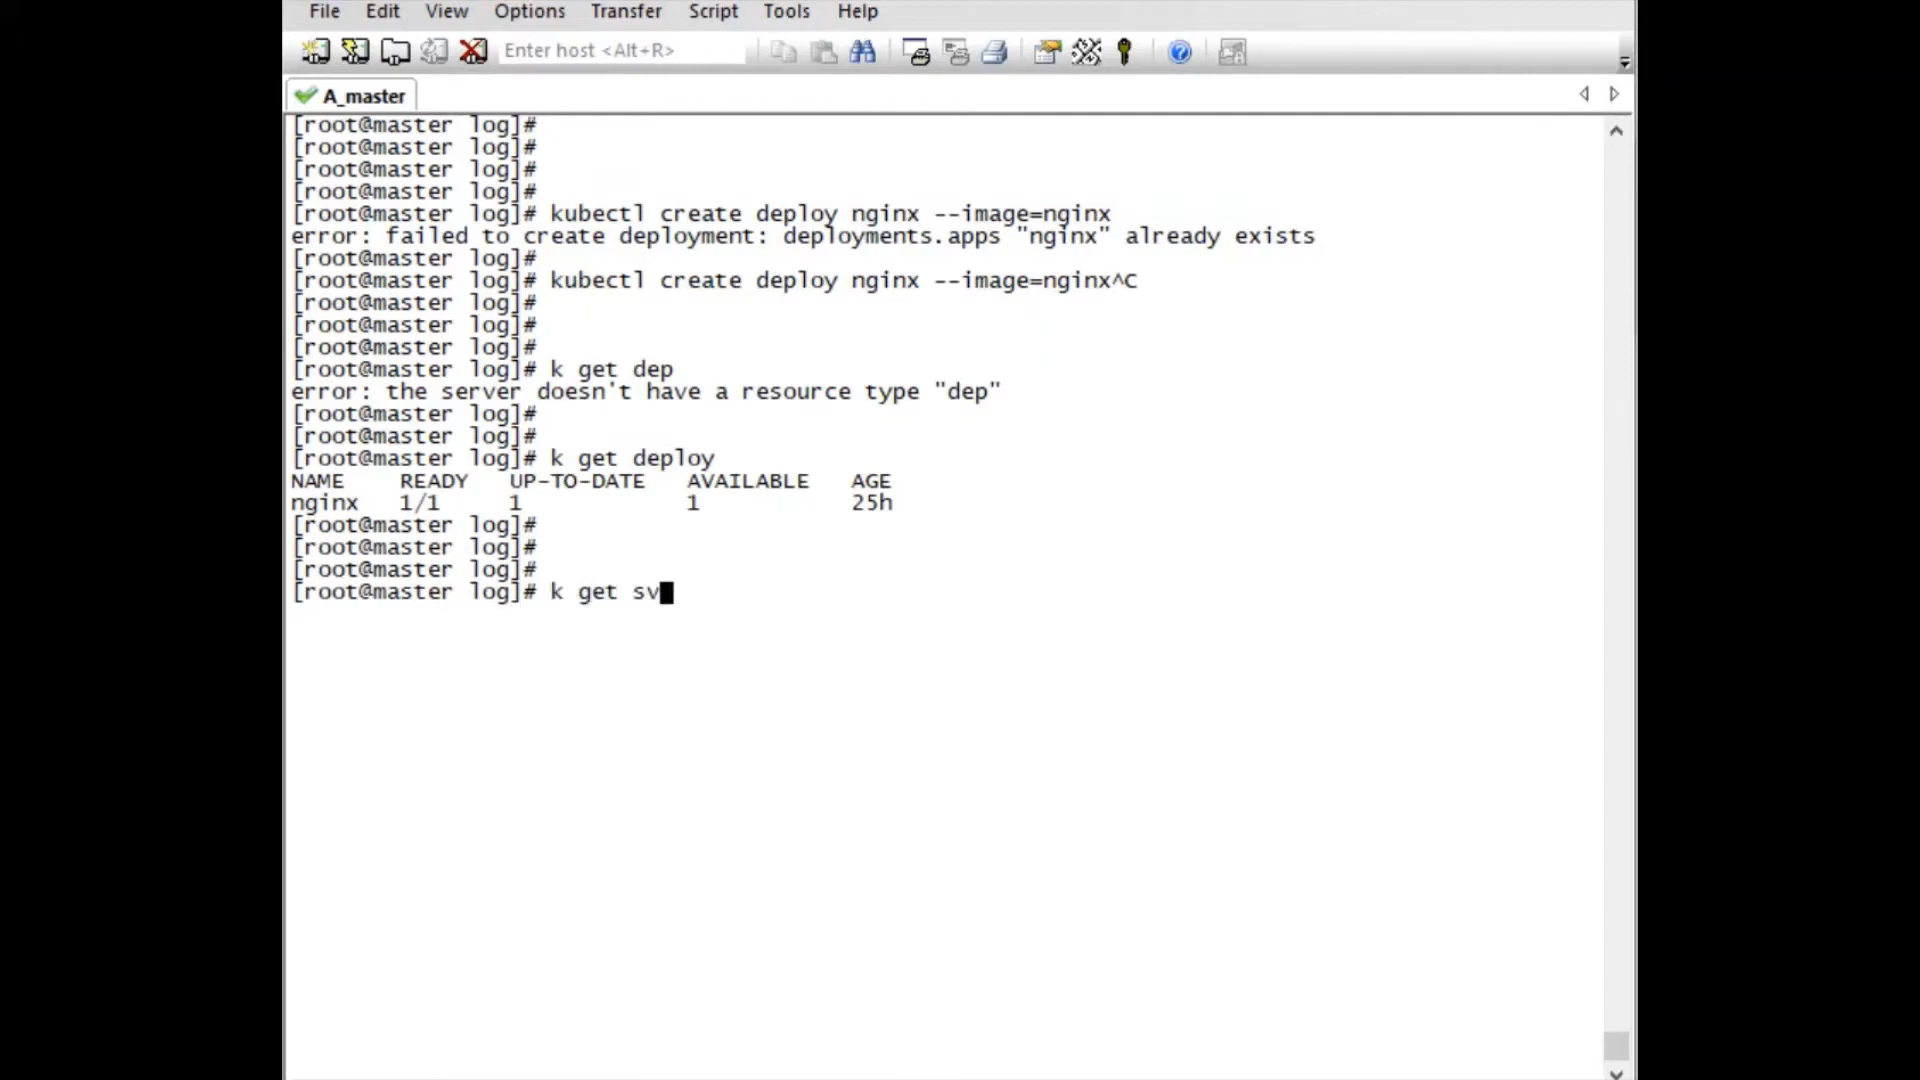 File Edit View Options Transfer Script Tools Help
Enter host <Alt+R>
A_master
[root@master log]#
[root@master log]#
[root@master log]#
[root@master log]#
[root@master log]# kubectl create deploy nginx --image=nginx
error: failed to create deployment: deployments.apps "nginx" already exists
[root@master log]#
[root@master log]# kubectl create deploy nginx --image=nginx^C
[root@master log]#
[root@master log]#
[root@master log]#
[root@master log]# k get dep
error: the server doesn't have a resource type "dep"
[root@master log]#
[root@master log]#
[root@master log]# k get deploy
NAME READY UP-TO-DATE AVAILABLE AGE
nginx 1/1 1 1 25h
[root@master log]#
[root@master log]#
[root@master log]#
[root@master log]# k get sv